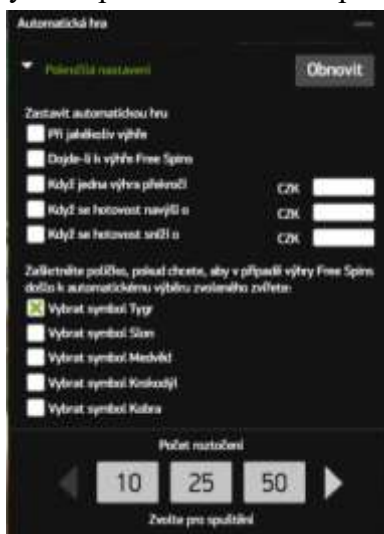 Automatická hra
Pokročilá nastavení
Obnovit
Zastavit automatickou hru
Při jakékoliv výhře
Dojde-li k výhře Free Spins
Když jedna výhra překročí CZK
Když se hotovost navýší o CZK
Když se hotovost sníží o CZK
Zaškrtněte políčko, pokud chcete, aby v případě výhry Free Spins
došlo k automatickému výběru zvoleného zvířete:
Vybrat symbol Tygr
Vybrat symbol Slon
Vybrat symbol Medvěd
Vybrat symbol Krokodýl
Vybrat symbol Kobra
Počet roztočení
10 25 50
Zvolte pro spuštění